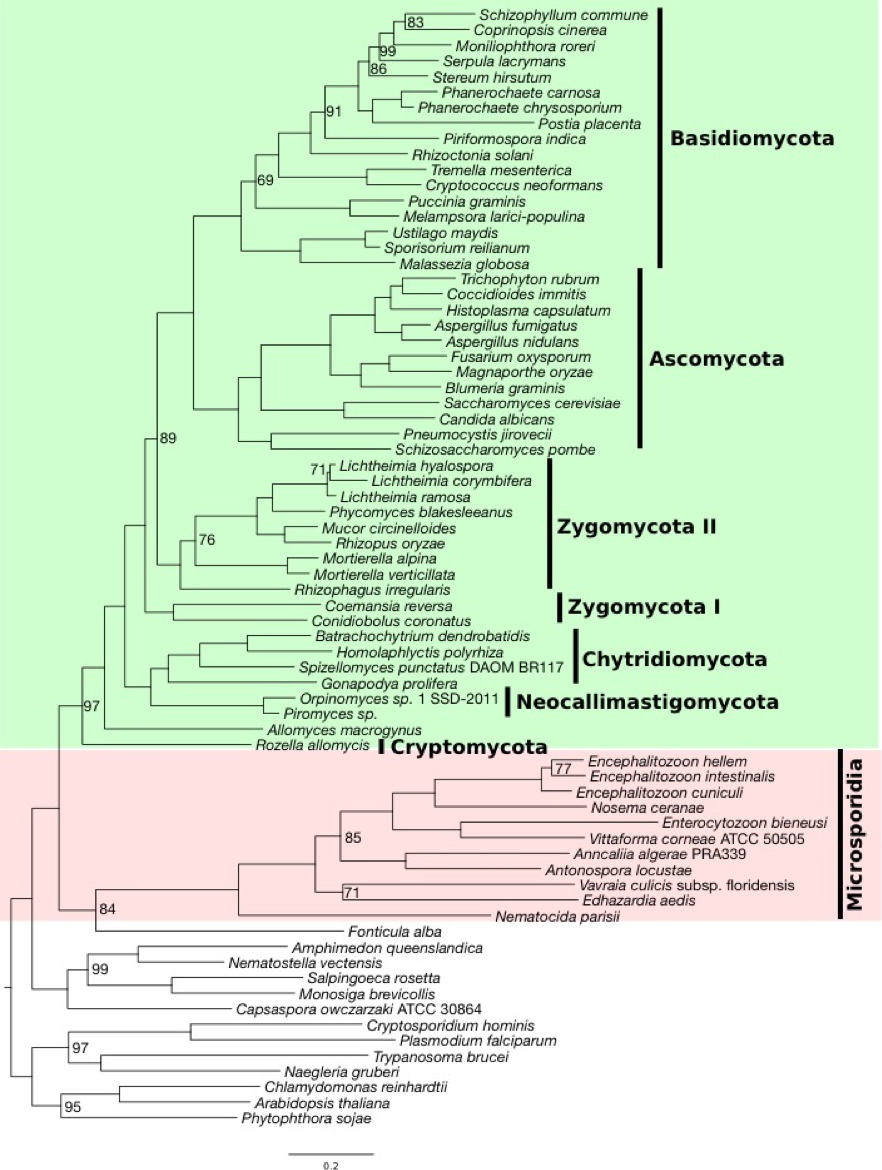 Schizophyllum commune
83
Coprinopsis cinerea
Moniliophthora roreri
99
Serpula lacrymans
86
Stereum hirsutum
Phanerochaete carnosa
Phanerochaete chrysosporium
91
Postia placenta
Piriformospora indica
Basidiomycota
Rhizoctonia solani
Tremella mesenterica
69
Cryptococcus neoformans
Puccinia graminis
Melampsora larici-populina
Ustilago maydis
Sporisorium reilianum
Malassezia globosa
Trichophyton rubrum
Coccidioides immitis
Histoplasma capsulatum
Aspergillus fumigatus
Aspergillus nidulans
Fusarium oxysporum
Ascomycota
Magnaporthe oryzae
Blumeria graminis
Saccharomyces cerevisiae
Candida albicans
Pneumocystis jirovecii
89
Schizosaccharomyces pombe
71
Lichtheimia hyalospora
Lichtheimia corymbifera
Lichtheimia ramosa
Phycomyces blakesleeanus
Mucor circinelloides
Zygomycota II
76
Rhizopus oryzae
Mortierella alpina
Mortierella verticillata
Rhizophagus irregularis
Coemansia reversa
Zygomycota I
Conidiobolus coronatus
Batrachochytrium dendrobatidis
Homolaphlyctis polyrhiza
Chytridiomycota
Spizellomyces punctatus DAOM BR117
Gonapodya prolifera
Orpinomyces sp. 1 SSD-2011
Neocallimastigomycota
97
Piromyces sp.
Allomyces macrogynus
Rozella allomycis
Cryptomycota
Encephalitozoon hellem
77
Encephalitozoon intestinalis
Encephalitozoon cuniculi
Nosema ceranae
Enterocytozoon bieneusi
85
Vittaforma corneae ATCC 50505
Microsporidia
Anncaliia algerae PRA339
Antonospora locustae
71
Vavraia culicis subsp. floridensis
Edhazardia aedis
84
Nematocida parisii
Fonticula alba
Amphimedon queenslandica
99
Nematostella vectensis
Salpingoeca rosetta
Monosiga brevicollis
Capsaspora owczarzaki ATCC 30864
Cryptosporidium hominis
97
Plasmodium falciparum
Trypanosoma brucei
Naegleria gruberi
Chlamydomonas reinhardtii
95
Arabidopsis thaliana
Phytophthora sojae
0.2